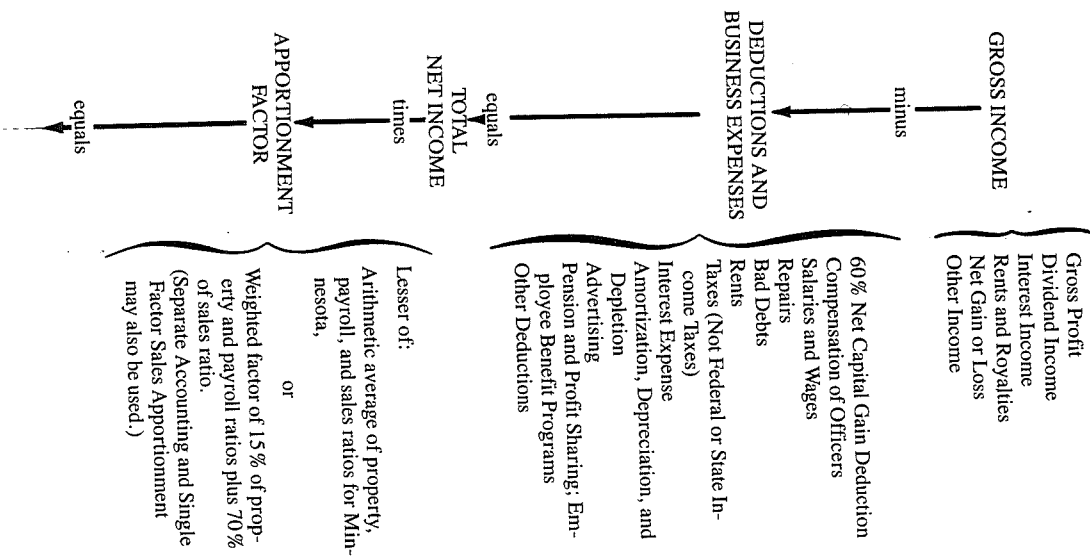 GROSS INCOME
Gross Profit
Dividend Income
Interest Income
Rents and Royalties
Net Gain or Loss
Other Income
minus
DEDUCTIONS AND
BUSINESS EXPENSES
60% Net Capital Gain Deduction
Compensation of Officers
Salaries and Wages
Repairs
Bad Debts
Rents
Taxes (Not Federal or State In-
come Taxes)
Interest Expense
Amortization, Depreciation, and
Depletion
Advertising
Pension and Profit Sharing; Em-
ployee Benefit Programs
Other Deductions
equals
TOTAL
NET INCOME
times
APPORTIONMENT
FACTOR
Lesser of:
Arithmetic average of property,
payroll, and sales ratios for Min-
nesota,
or
Weighted factor of 15% of prop-
erty and payroll ratios plus 70%
of sales ratio.
(Separate Accounting and Single
Factor Sales Apportionment
may also be used.)
equals